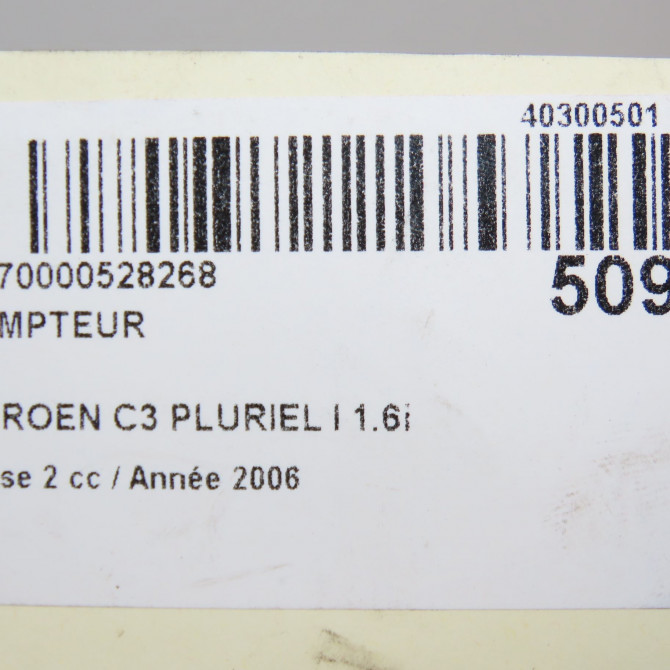 40300501
70000528268
509
MPTEUR
ROEN C3 PLURIEL I 1.6i
se 2 cc / Année 2006